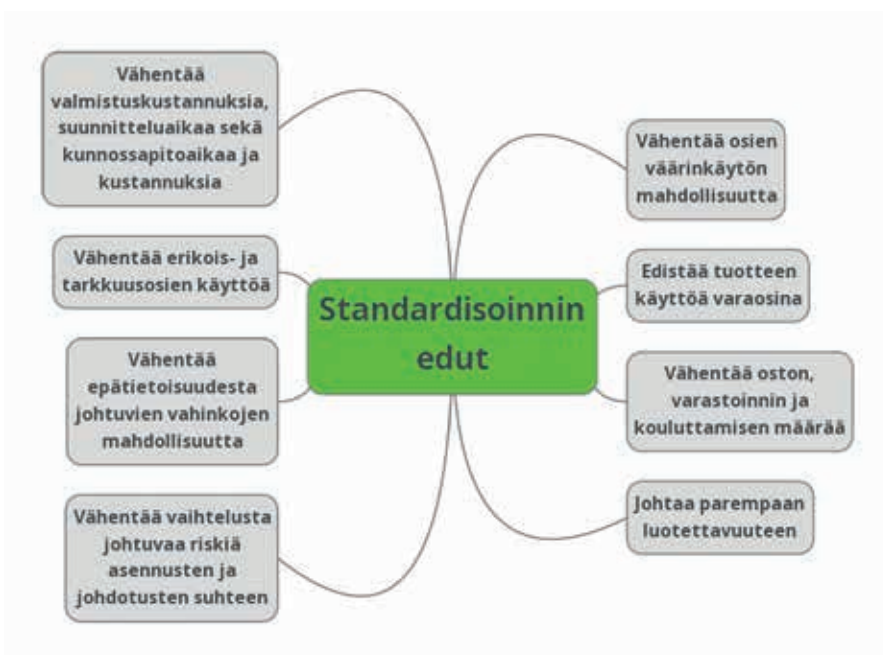 Vähentää
valmistuskustannuksia,
suunnitteluaikaa sekä
kunnossapitoaikaa ja
kustannuksia
Vähentää erikois- ja
tarkkuusosien käyttöä
Vähentää
epätietoisuudesta
johtuvien vahinkojen
mahdollisuutta
Vähentää vaihtelusta
johtuvaa riskiä
asennusten ja
johdotusten suhteen
Standardisoinnin
edut
Vähentää osien
väärinkäytön
mahdollisuutta
Edistää tuotteen
käyttöä varaosina
Vähentää oston,
varastoinnin ja
kouluttamisen määrää
Johtaa parempaan
luotettavuuteen